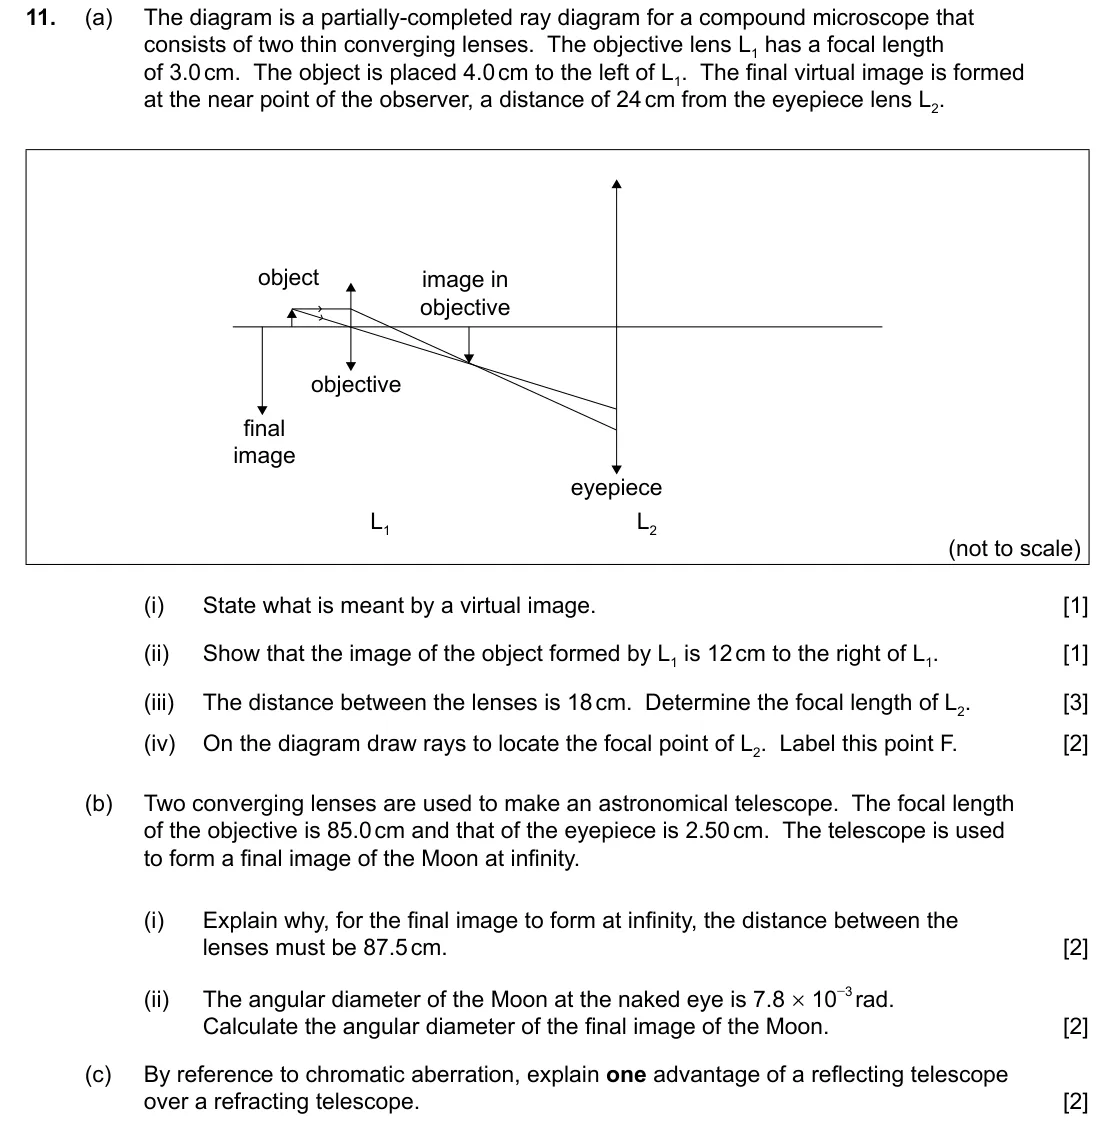 11. (a) The diagram is a partially-completed ray diagram for a compound microscope that
consists of two thin converging lenses. The objective lens L₁ has a focal length
of 3.0 cm. The object is placed 4.0 cm to the left of L₁. The final virtual image is formed
at the near point of the observer, a distance of 24 cm from the eyepiece lens L₂.
object
image in
objective
objective
final
image
eyepiece
L₁
L₂
(not to scale)
(i) State what is meant by a virtual image. [1]
(ii) Show that the image of the object formed by L₁ is 12 cm to the right of L₁. [1]
(iii) The distance between the lenses is 18 cm. Determine the focal length of L₂. [3]
(iv) On the diagram draw rays to locate the focal point of L₂. Label this point F. [2]
(b) Two converging lenses are used to make an astronomical telescope. The focal length
of the objective is 85.0 cm and that of the eyepiece is 2.50 cm. The telescope is used
to form a final image of the Moon at infinity.
(i) Explain why, for the final image to form at infinity, the distance between the
lenses must be 87.5 cm. [2]
(ii) The angular diameter of the Moon at the naked eye is 7.8 × 10⁻³ rad.
Calculate the angular diameter of the final image of the Moon. [2]
(c) By reference to chromatic aberration, explain one advantage of a reflecting telescope
over a refracting telescope. [2]